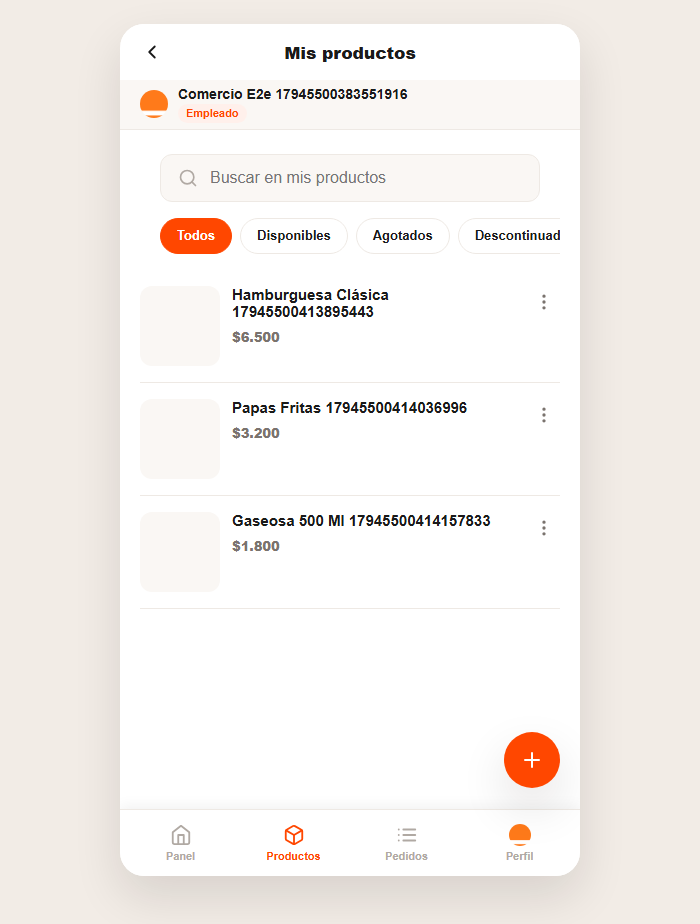 Mis productos
Comercio E2e 17945500383551916
Empleado
Buscar en mis productos
Todos
Disponibles
Agotados
Descontinuad
Hamburguesa Clásica
17945500413895443
$6.500
Papas Fritas 17945500414036996
$3.200
Gaseosa 500 Ml 17945500414157833
$1.800
Panel
Productos
Pedidos
Perfil